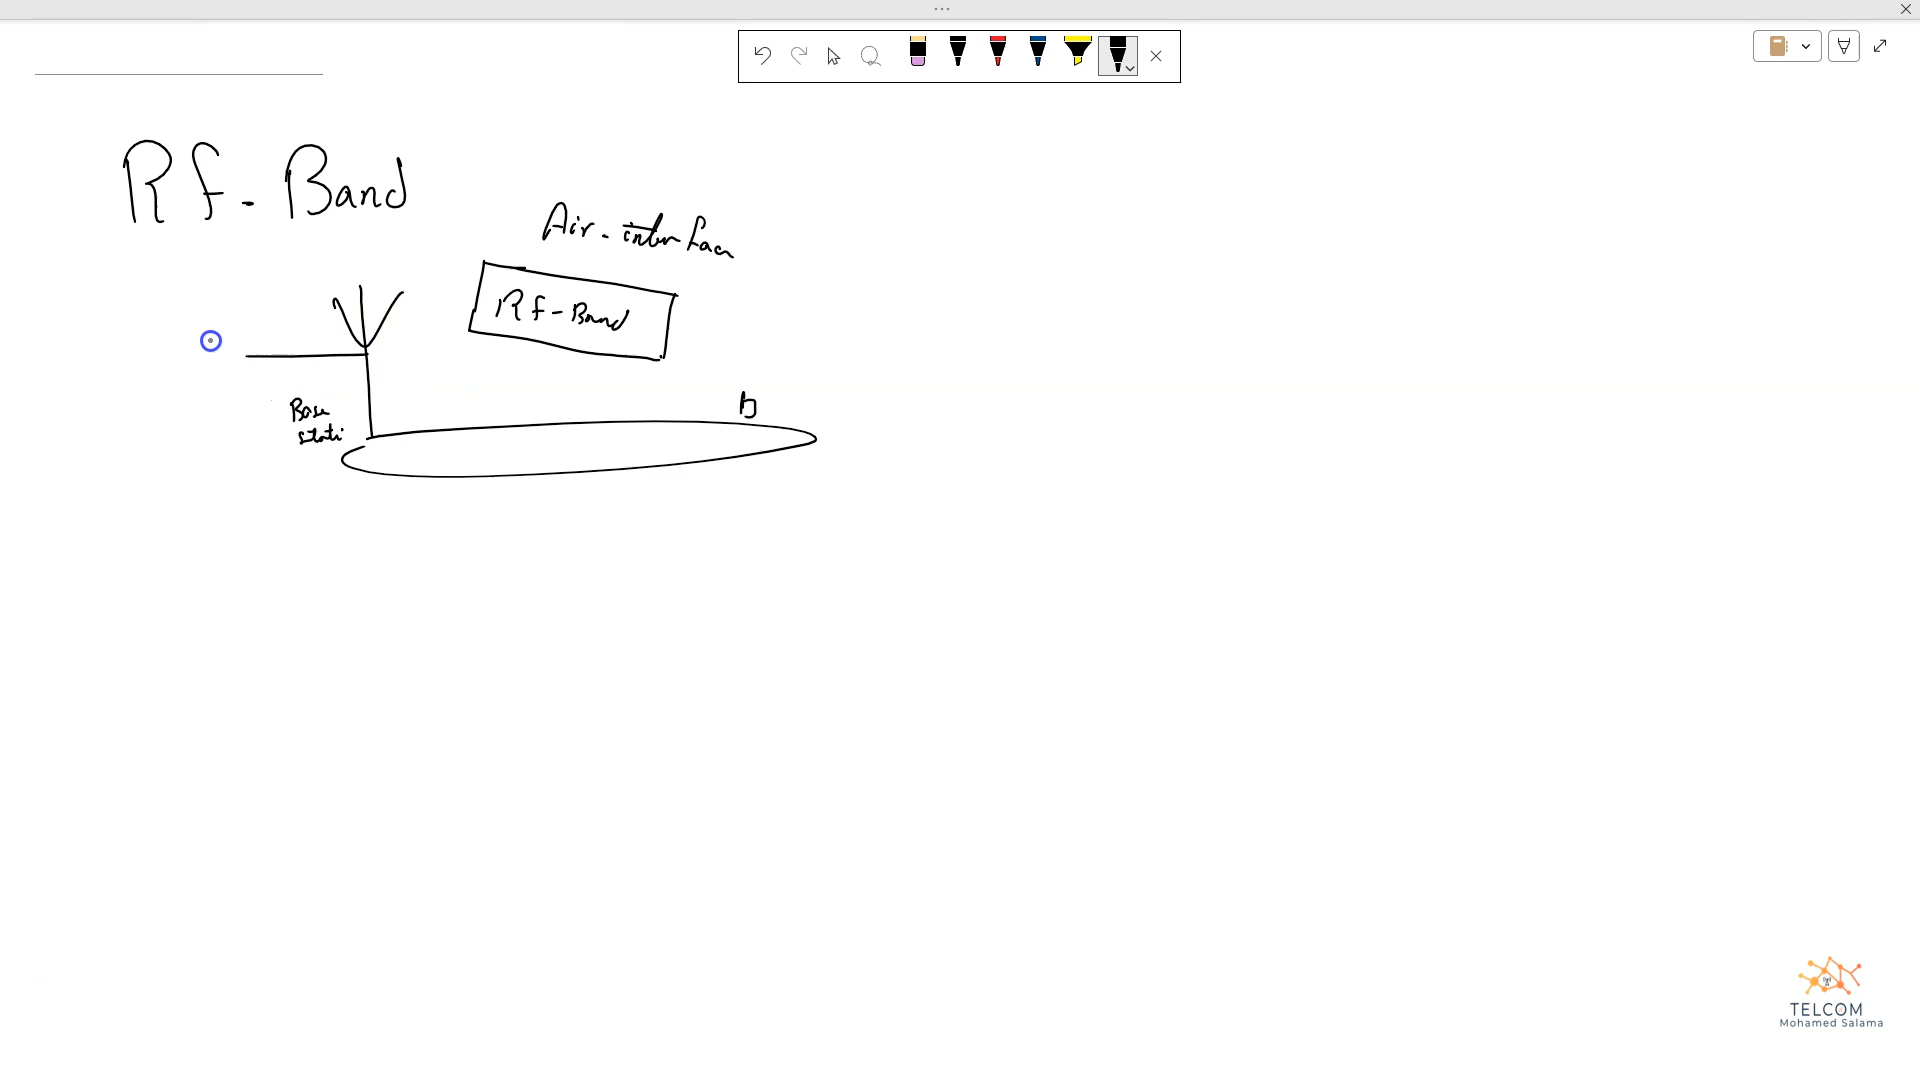 Rf - Band
Air - interface
Rf - Band
Base
stati
TELCOM
Mohamed Salama